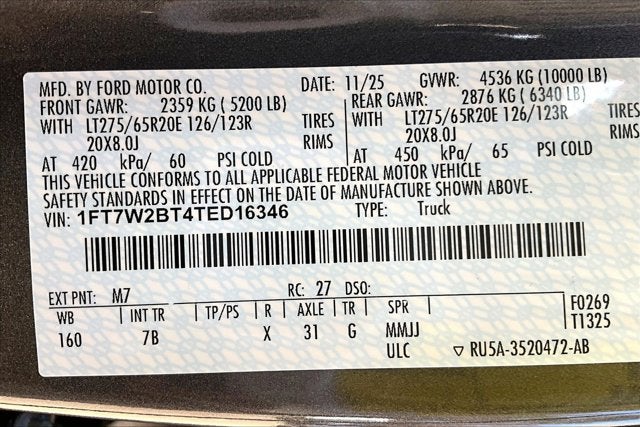 MFD. BY FORD MOTOR CO. DATE: 11/25 GVWR: 4536 KG (10000 LB)
FRONT GAWR: 2359 KG (5200 LB) REAR GAWR: 2876 KG (6340 LB)
WITH LT275/65R20E 126/123R TIRES WITH LT275/65R20E 126/123R TIRES
20X8.0J RIMS 20X8.0J RIMS
AT 420 kPa/ 60 PSI COLD AT 450 kPa/ 65 PSI COLD
THIS VEHICLE CONFORMS TO ALL APPLICABLE FEDERAL MOTOR VEHICLE
SAFETY STANDARDS IN EFFECT ON THE DATE OF MANUFACTURE SHOWN ABOVE.
VIN: 1FT7W2BT4TED16346 TYPE: Truck
EXT PNT: M7 RC: 27 DSO:
WB INT TR TP/PS R AXLE TR SPR F0269
160 7B X 31 G MMJJ T1325
ULC ▽ RU5A-3520472-AB